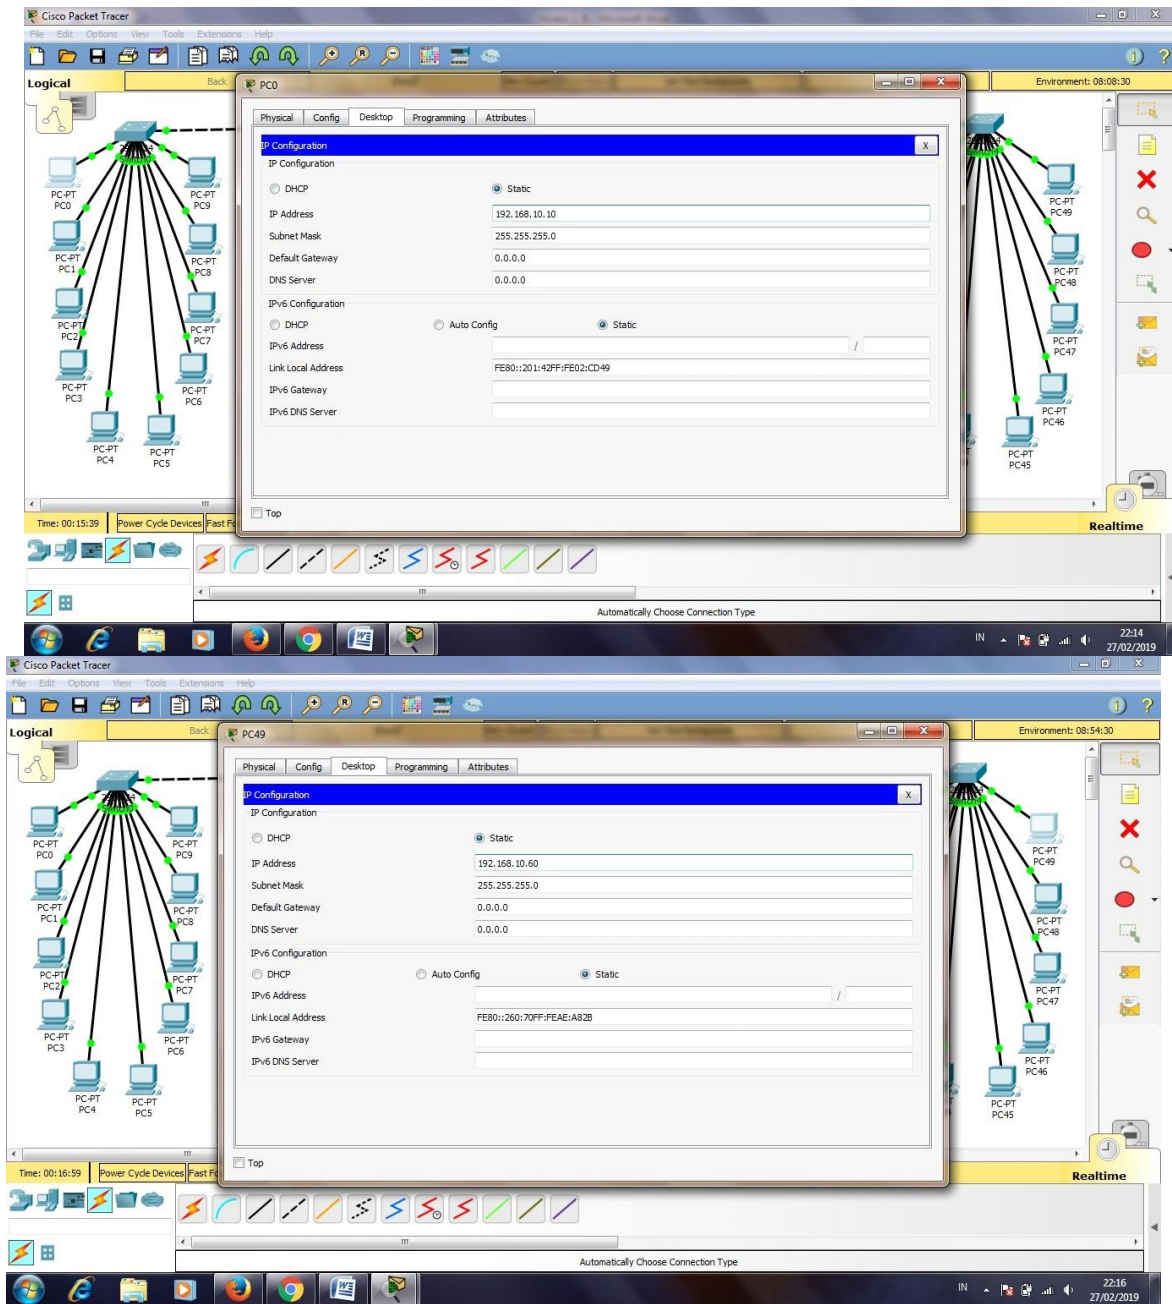 Cisco Packet Tracer
File Edit Options View Tools Extensions Help
Logical
Back
Environment: 08:08:30
PC0
Physical Config Desktop Programming Attributes
IP Configuration
X
IP Configuration
DHCP
Static
IP Address
192.168.10.10
Subnet Mask
255.255.255.0
Default Gateway
0.0.0.0
DNS Server
0.0.0.0
IPv6 Configuration
DHCP
Auto Config
Static
IPv6 Address
/
Link Local Address
FE80::201:42FF:FE02:CD49
IPv6 Gateway
IPv6 DNS Server
Top
PC-PT
PC0
PC-PT
PC9
PC-PT
PC1
PC-PT
PC8
PC-PT
PC2
PC-PT
PC7
PC-PT
PC3
PC-PT
PC6
PC-PT
PC4
PC-PT
PC5
PC-PT
PC49
PC-PT
PC48
PC-PT
PC47
PC-PT
PC46
PC-PT
PC45
Time: 00:15:39
Power Cycle Devices
Realtime
Automatically Choose Connection Type
IN
22:14
27/02/2019
Cisco Packet Tracer
File Edit Options View Tools Extensions Help
Logical
Back
Environment: 08:54:30
PC49
Physical Config Desktop Programming Attributes
IP Configuration
X
IP Configuration
DHCP
Static
IP Address
192.168.10.60
Subnet Mask
255.255.255.0
Default Gateway
0.0.0.0
DNS Server
0.0.0.0
IPv6 Configuration
DHCP
Auto Config
Static
IPv6 Address
/
Link Local Address
FE80::260:70FF:FEAE:A82B
IPv6 Gateway
IPv6 DNS Server
Top
PC-PT
PC0
PC-PT
PC9
PC-PT
PC1
PC-PT
PC8
PC-PT
PC2
PC-PT
PC7
PC-PT
PC3
PC-PT
PC6
PC-PT
PC4
PC-PT
PC5
PC-PT
PC49
PC-PT
PC48
PC-PT
PC47
PC-PT
PC46
PC-PT
PC45
Time: 00:16:59
Power Cycle Devices
Realtime
Automatically Choose Connection Type
IN
22:16
27/02/2019